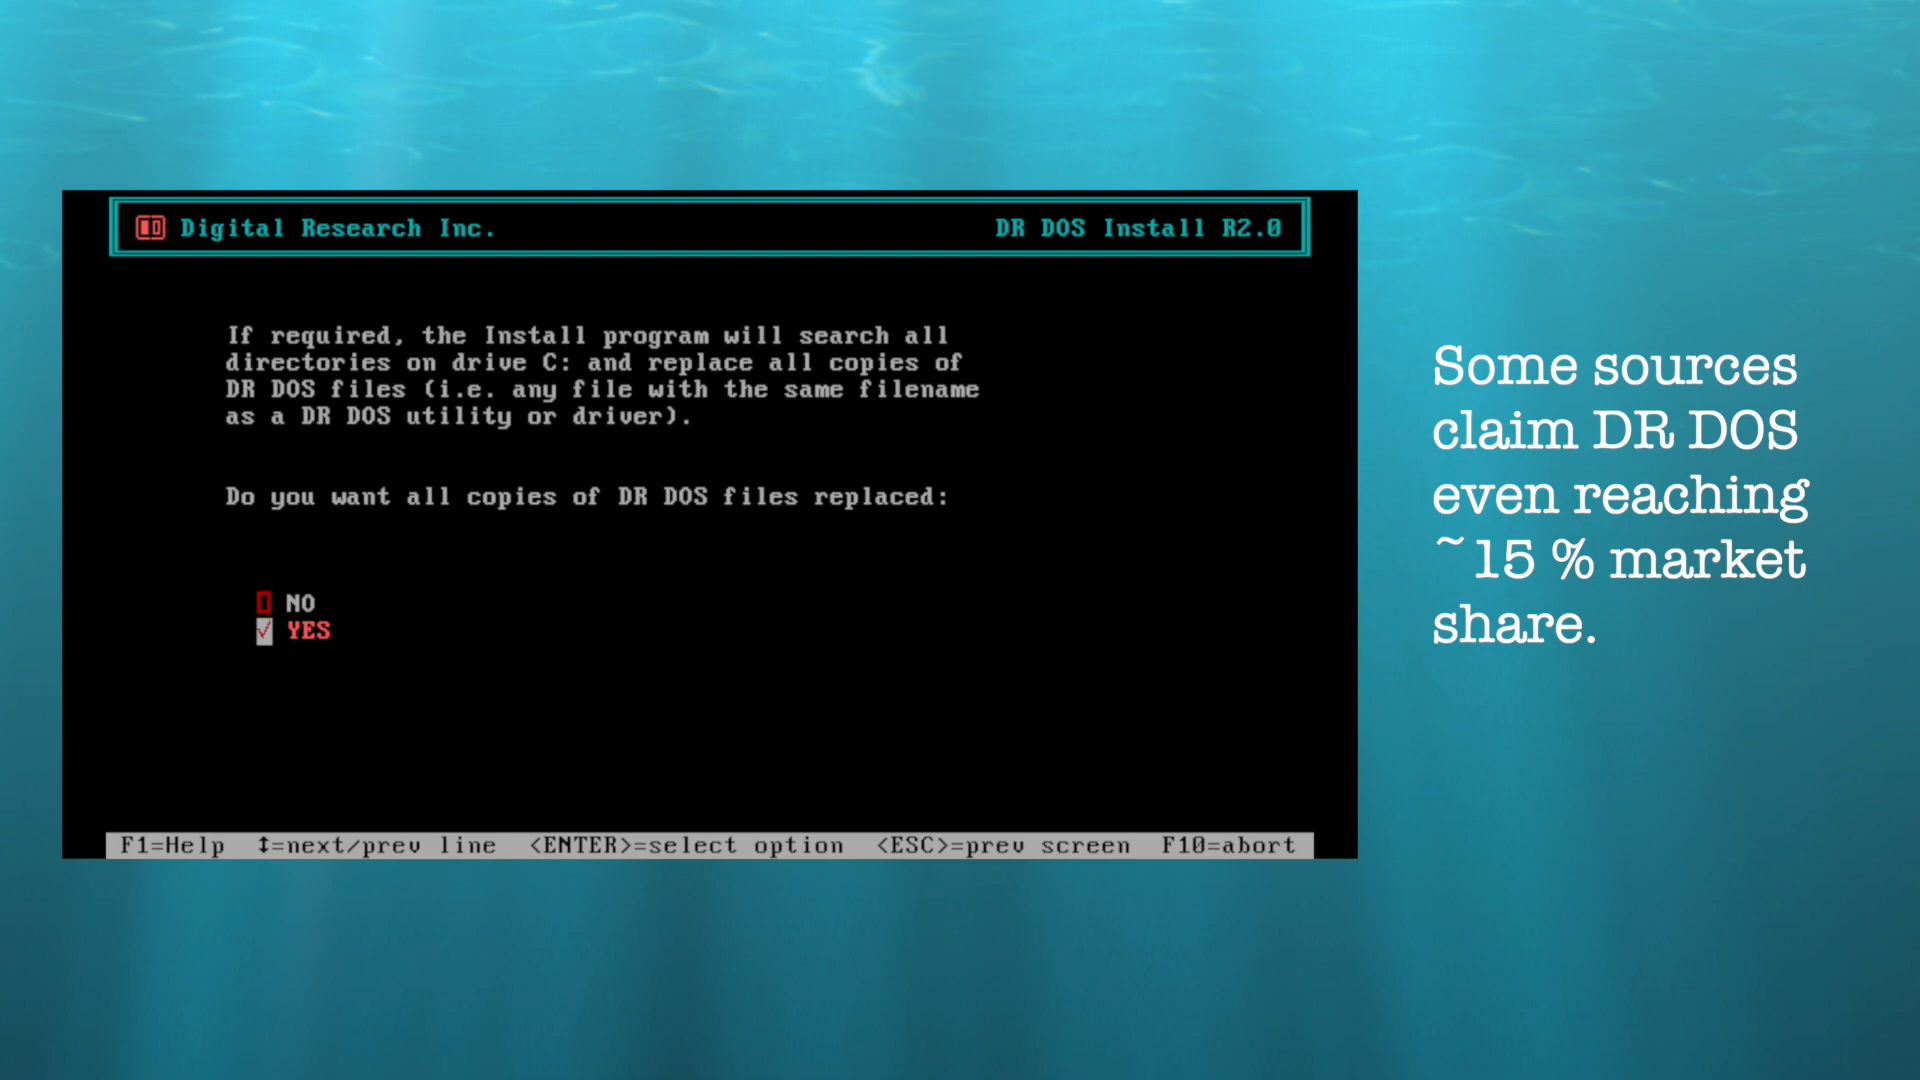 Digital Research Inc. DR DOS Install R2.0
If required, the Install program will search all
directories on drive C: and replace all copies of
DR DOS files (i.e. any file with the same filename
as a DR DOS utility or driver).
Do you want all copies of DR DOS files replaced:
NO
✓ YES
F1=Help ↕=next/prev line <ENTER>=select option <ESC>=prev screen F10=abort
Some sources
claim DR DOS
even reaching
~15 % market
share.